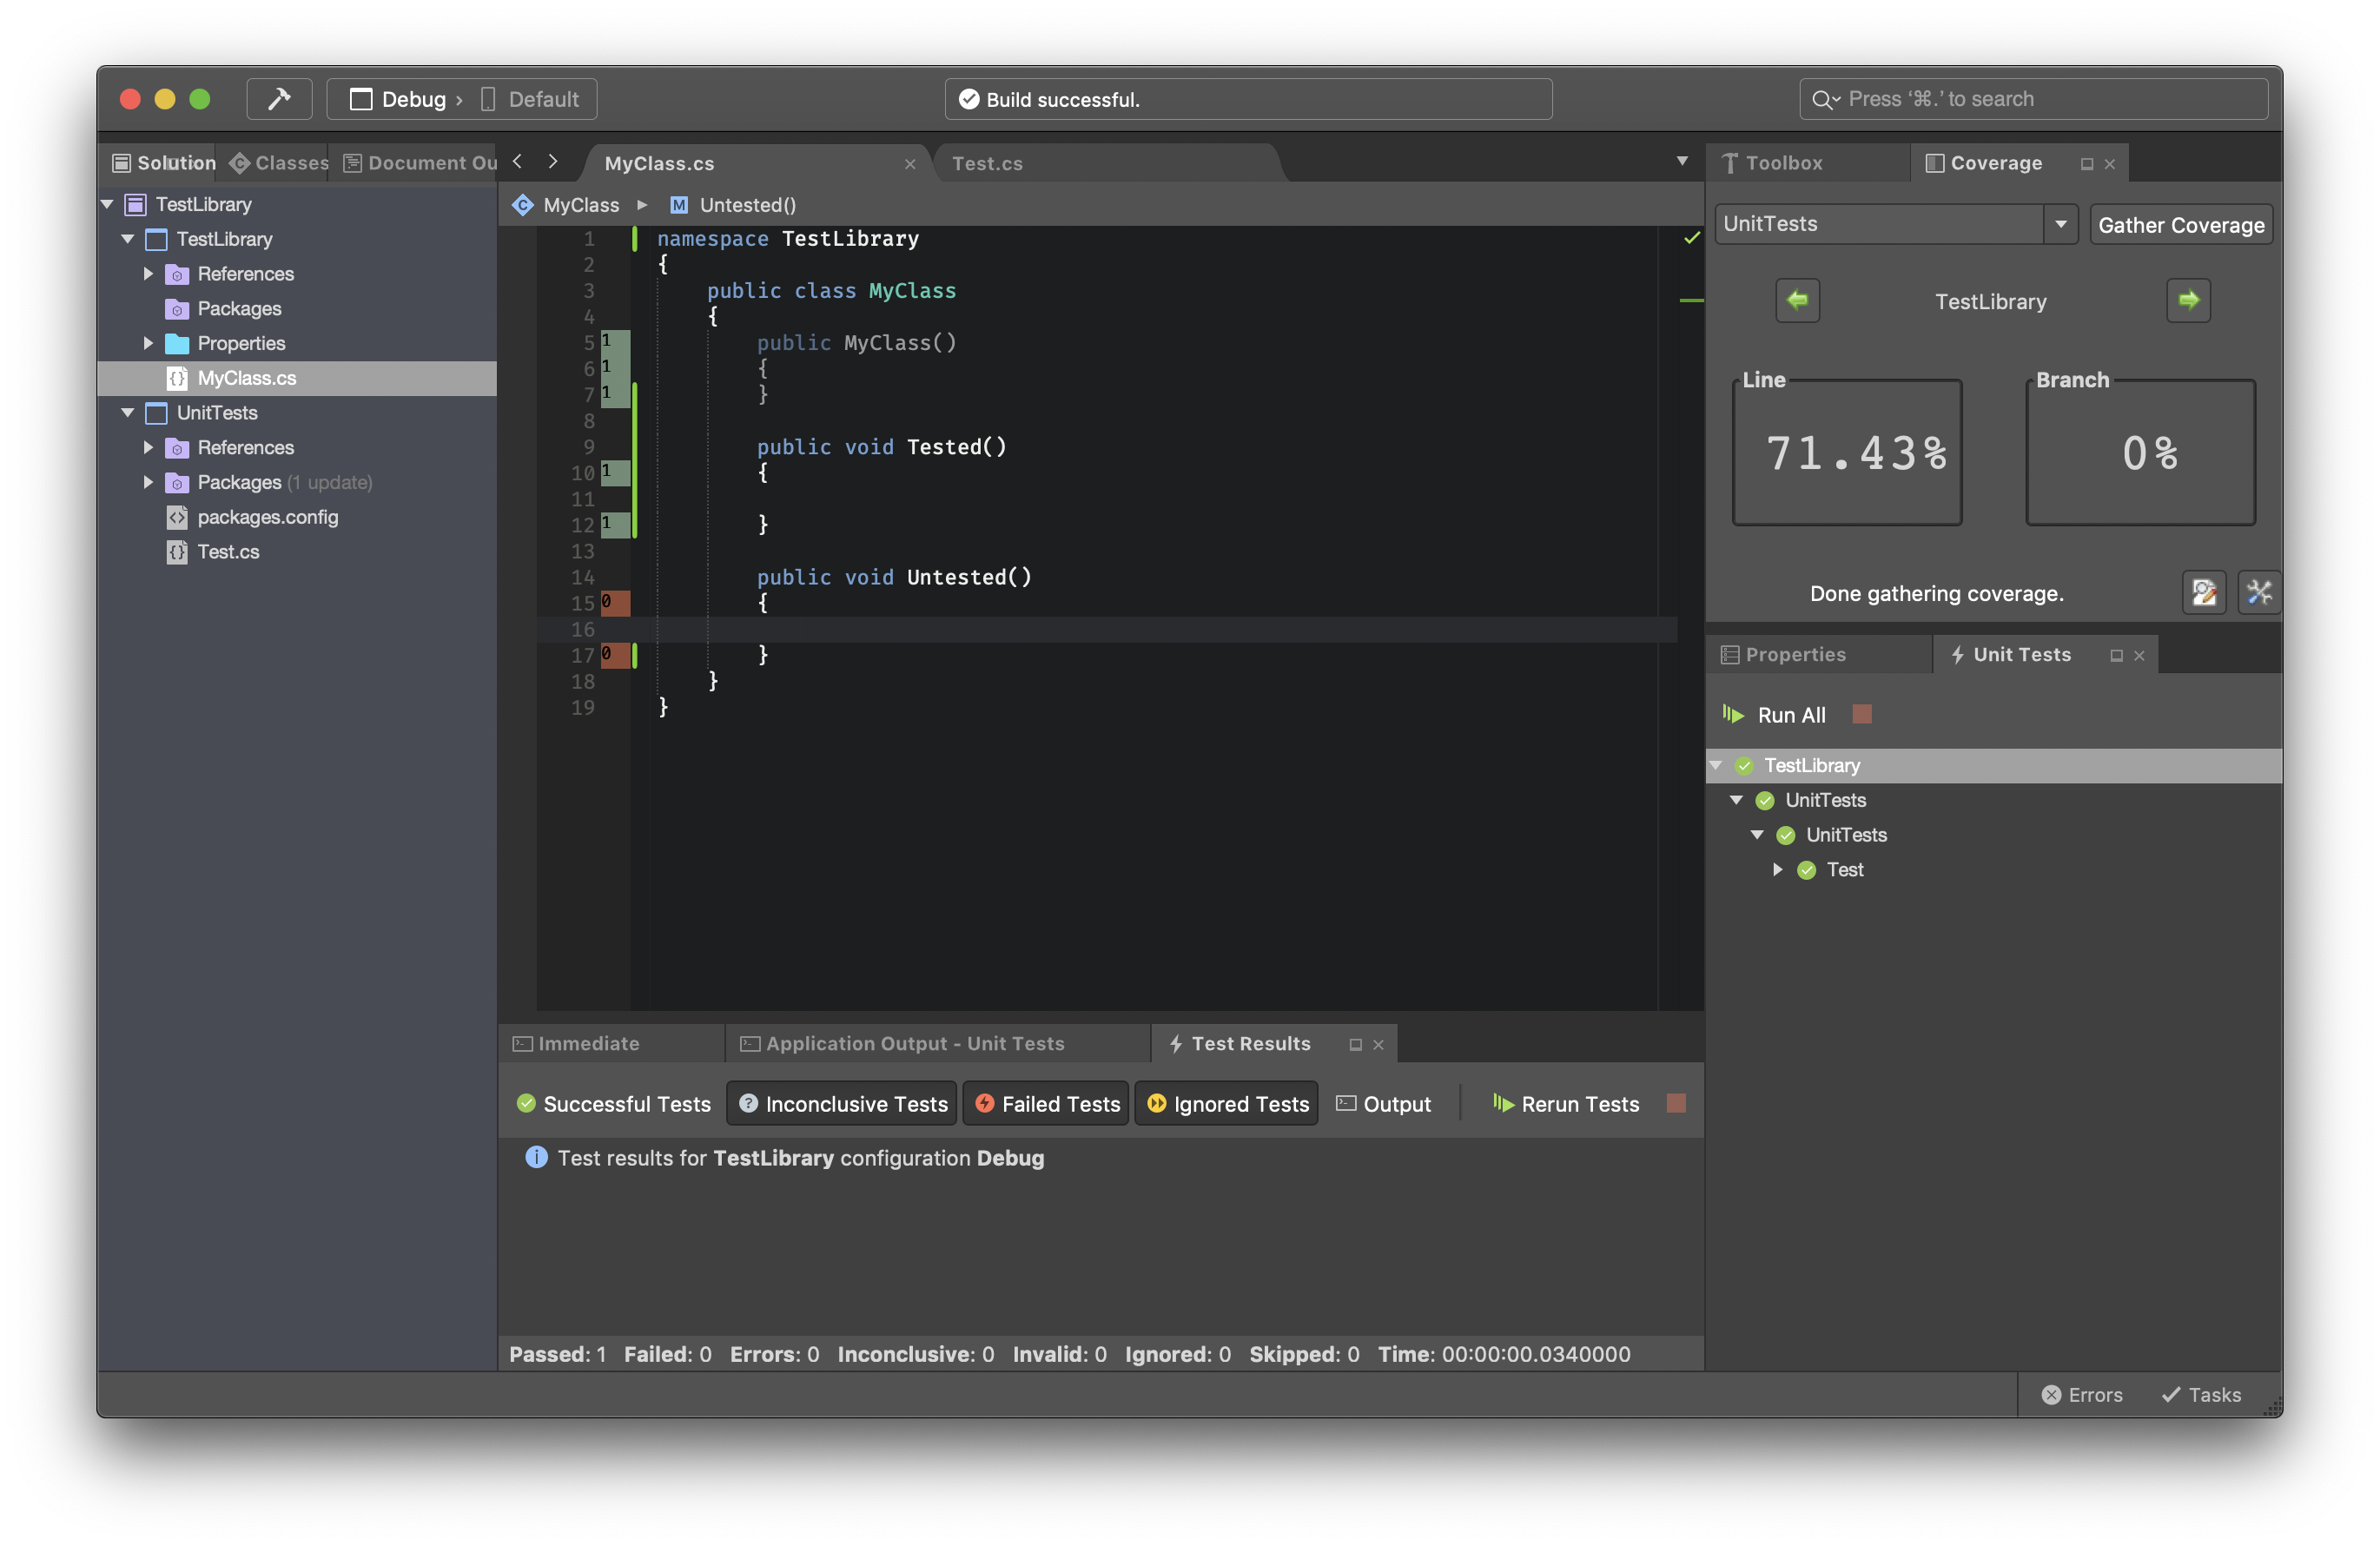 Debug › Default
Build successful.
Press ‘⌘.’ to search
Solution
Classes
Document Ou
MyClass.cs
Test.cs
Toolbox
Coverage
TestLibrary
TestLibrary
References
Packages
Properties
MyClass.cs
UnitTests
References
Packages (1 update)
packages.config
Test.cs
MyClass
M Untested()
1 namespace TestLibrary
2 {
3 public class MyClass
4 {
5 1 public MyClass()
6 1 {
7 1 }
8
9 public void Tested()
10 1 {
11
12 1 }
13
14 public void Untested()
15 0 {
16
17 0 }
18 }
19 }
UnitTests
Gather Coverage
TestLibrary
Line
71.43%
Branch
0%
Done gathering coverage.
Properties
Unit Tests
Run All
TestLibrary
UnitTests
UnitTests
Test
Immediate
Application Output - Unit Tests
Test Results
Successful Tests
Inconclusive Tests
Failed Tests
Ignored Tests
Output
Rerun Tests
Test results for TestLibrary configuration Debug
Passed: 1 Failed: 0 Errors: 0 Inconclusive: 0 Invalid: 0 Ignored: 0 Skipped: 0 Time: 00:00:00.0340000
Errors
Tasks